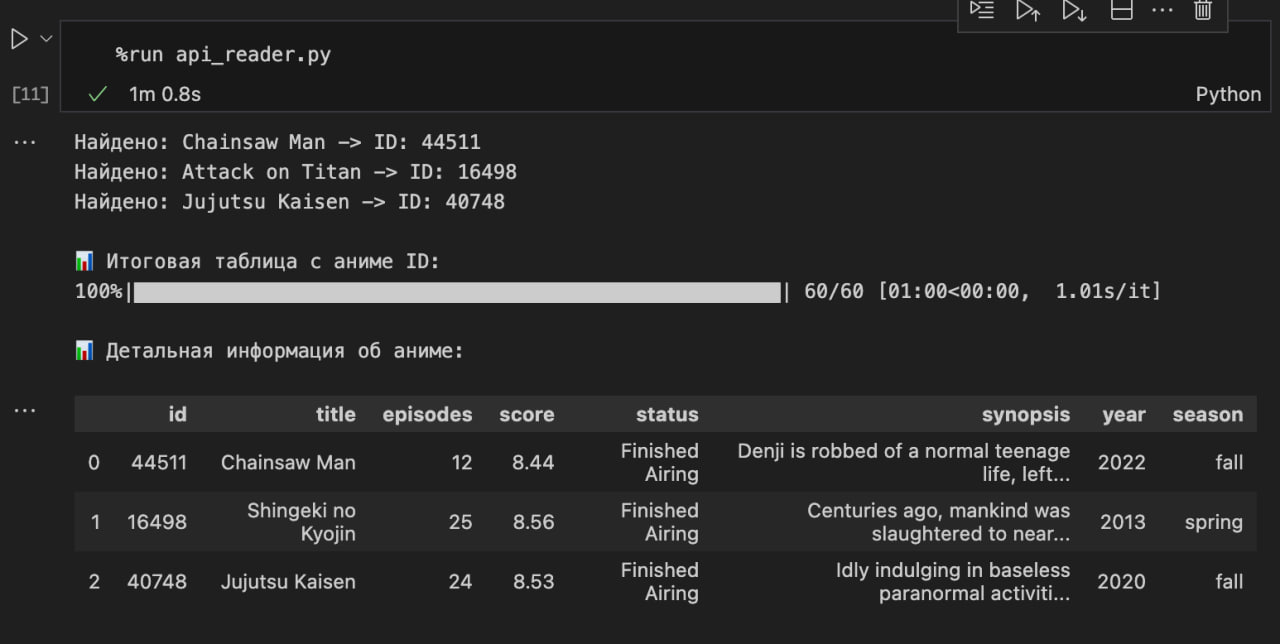 %run api_reader.py
[11] ✓ 1m 0.8s Python
Найдено: Chainsaw Man -> ID: 44511
Найдено: Attack on Titan -> ID: 16498
Найдено: Jujutsu Kaisen -> ID: 40748
📊 Итоговая таблица с аниме ID:
100%| | 60/60 [01:00<00:00, 1.01s/it]
📊 Детальная информация об аниме:
id title episodes score status synopsis year season
0 44511 Chainsaw Man 12 8.44 Finished Airing Denji is robbed of a normal teenage life, left... 2022 fall
1 16498 Shingeki no Kyojin 25 8.56 Finished Airing Centuries ago, mankind was slaughtered to near... 2013 spring
2 40748 Jujutsu Kaisen 24 8.53 Finished Airing Idly indulging in baseless paranormal activiti... 2020 fall